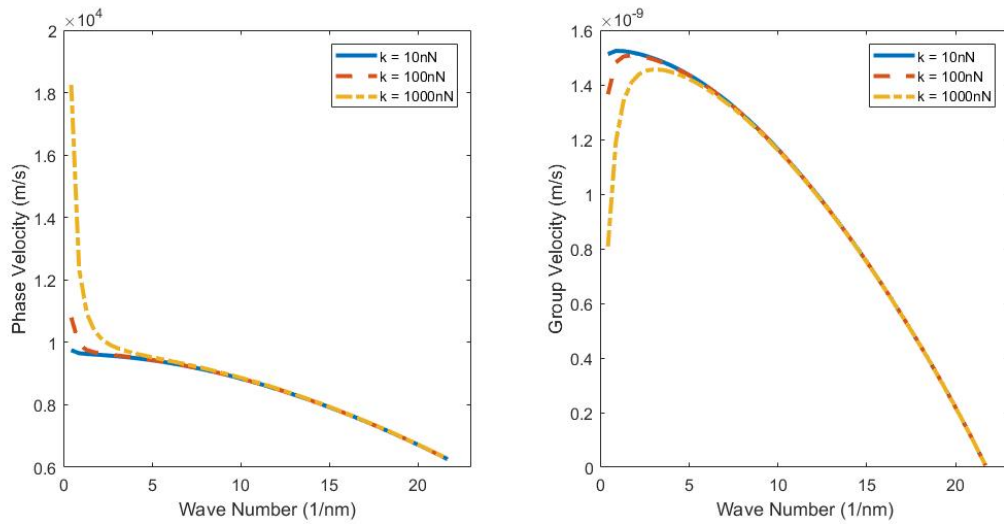 ×10⁴
2
1.8
1.6
1.4
1.2
1
0.8
0.6
Phase Velocity (m/s)
0 5 10 15 20
Wave Number (1/nm)
k = 10nN
k = 100nN
k = 1000nN
×10⁻⁹
1.6
1.4
1.2
1
0.8
0.6
0.4
0.2
0
Group Velocity (m/s)
0 5 10 15 20
Wave Number (1/nm)
k = 10nN
k = 100nN
k = 1000nN